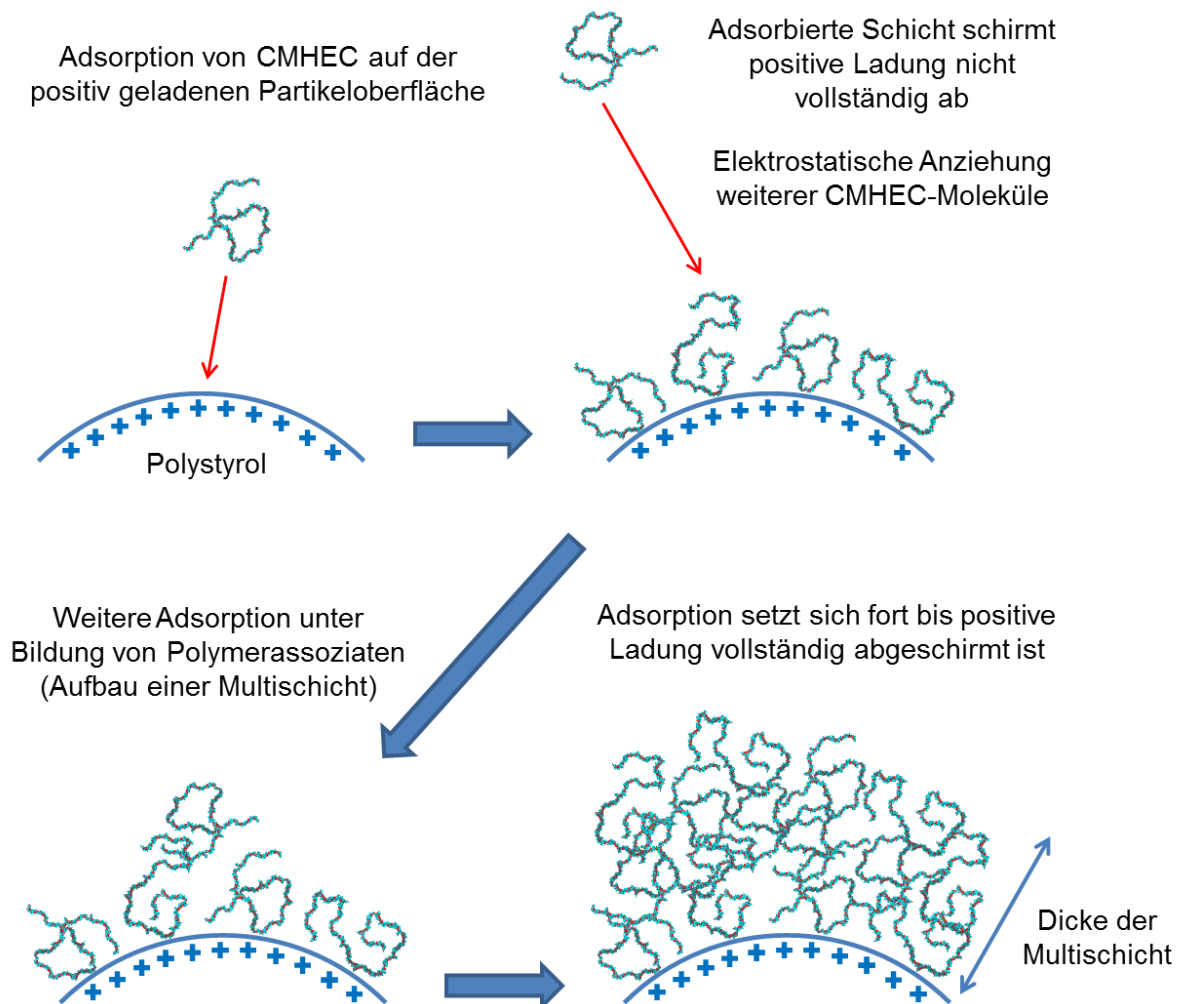 Adsorption von CMHEC auf der
positiv geladenen Partikeloberfläche
Adsorbierte Schicht schirmt
positive Ladung nicht
vollständig ab
Elektrostatische Anziehung
weiterer CMHEC-Moleküle
+ + + + + + + + + +
Polystyrol
+ + + + + + + + + +
Weitere Adsorption unter
Bildung von Polymerassoziaten
(Aufbau einer Multischicht)
Adsorption setzt sich fort bis positive
Ladung vollständig abgeschirmt ist
+ + + + + + + + + +
+ + + + + + + + + +
Dicke der
Multischicht